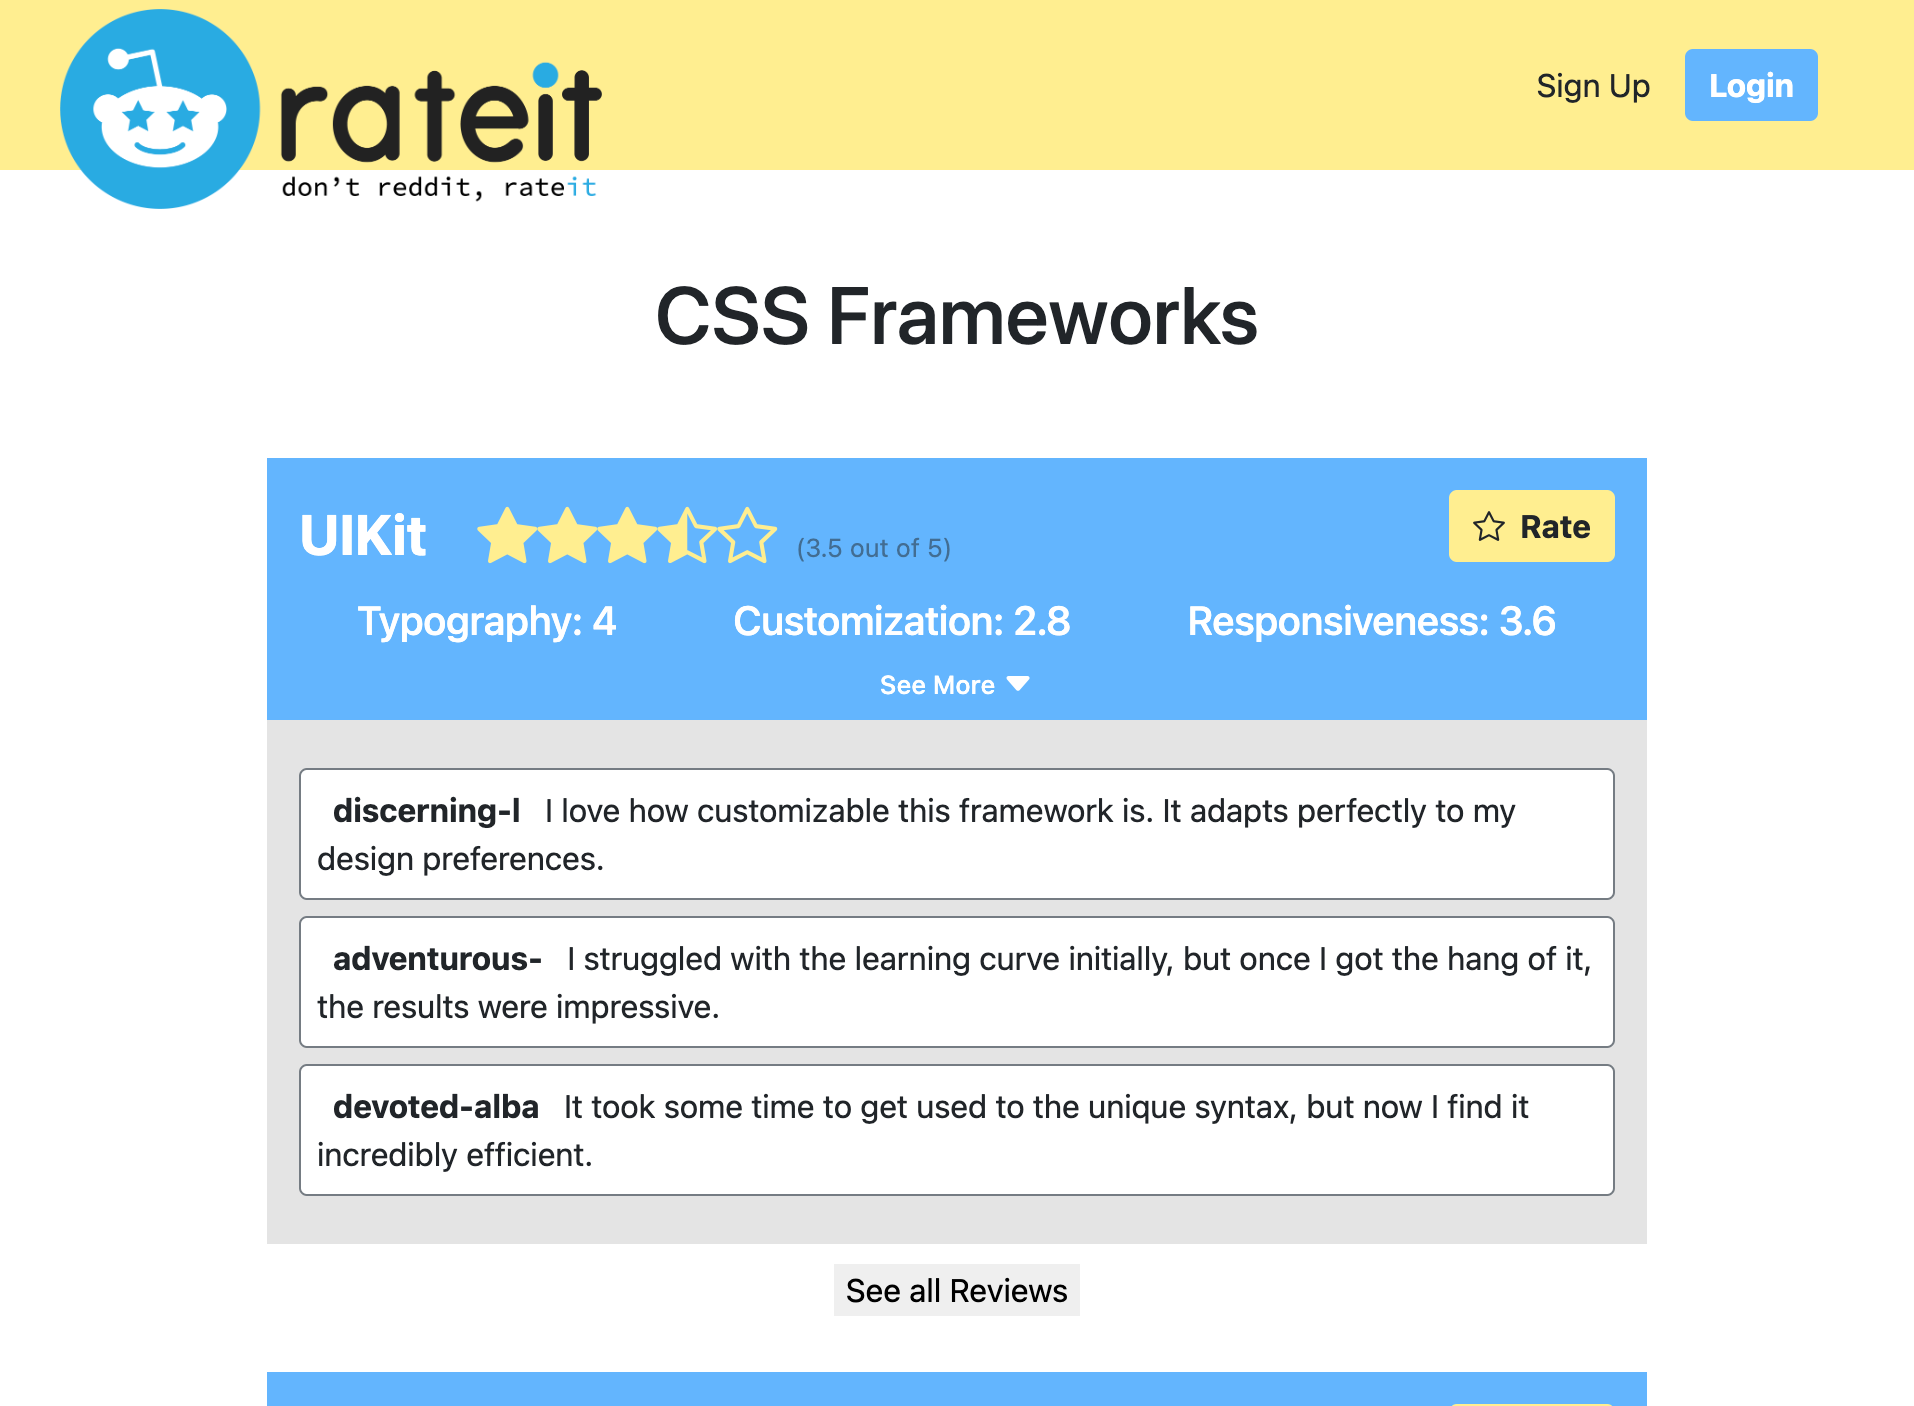 rateit
don't reddit, rateit
Sign Up
Login
CSS Frameworks
UIKit
(3.5 out of 5)
Rate
Typography: 4
Customization: 2.8
Responsiveness: 3.6
See More
discerning-l I love how customizable this framework is. It adapts perfectly to my
design preferences.
adventurous- I struggled with the learning curve initially, but once I got the hang of it,
the results were impressive.
devoted-alba It took some time to get used to the unique syntax, but now I find it
incredibly efficient.
See all Reviews